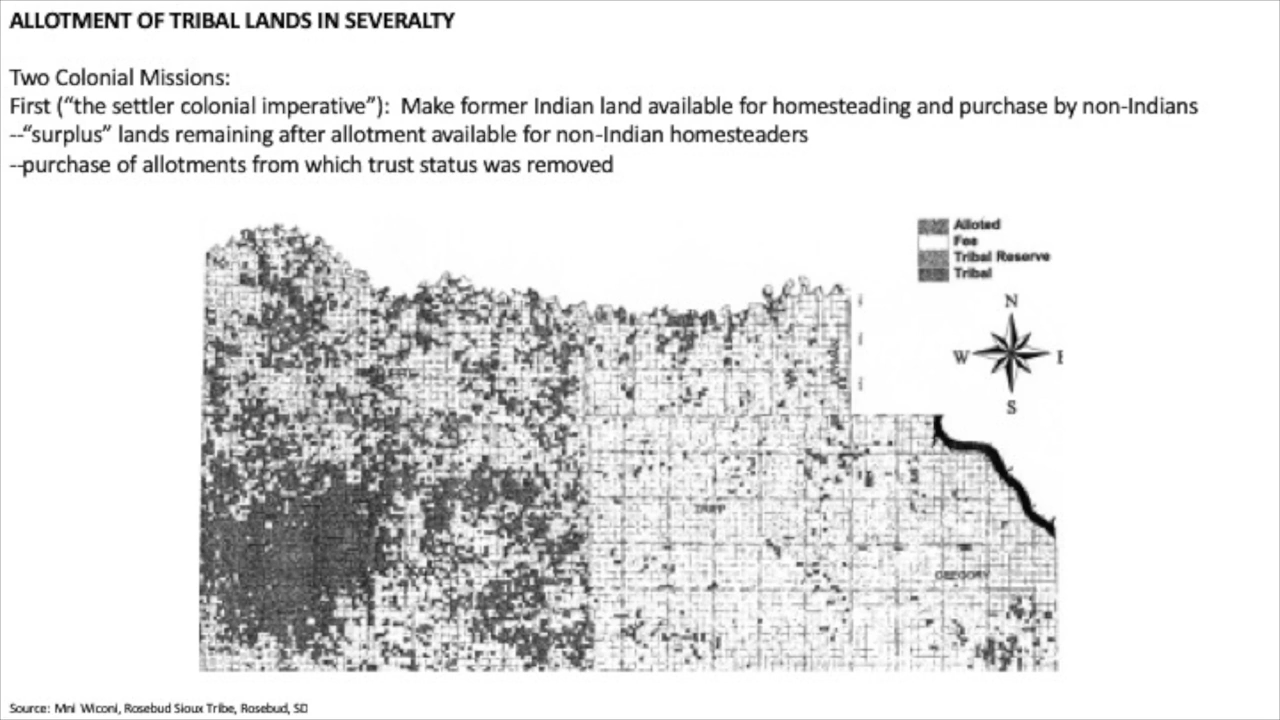 ALLOTMENT OF TRIBAL LANDS IN SEVERALTY
Two Colonial Missions:
First (“the settler colonial imperative”): Make former Indian land available for homesteading and purchase by non-Indians
--“surplus” lands remaining after allotment available for non-Indian homesteaders
--purchase of allotments from which trust status was removed
Alloted
Fee
Tribal Reserve
Tribal
N
W
S
TRIPP
GREGORY
Source: Mni Wiconi, Rosebud Sioux Tribe, Rosebud, SD